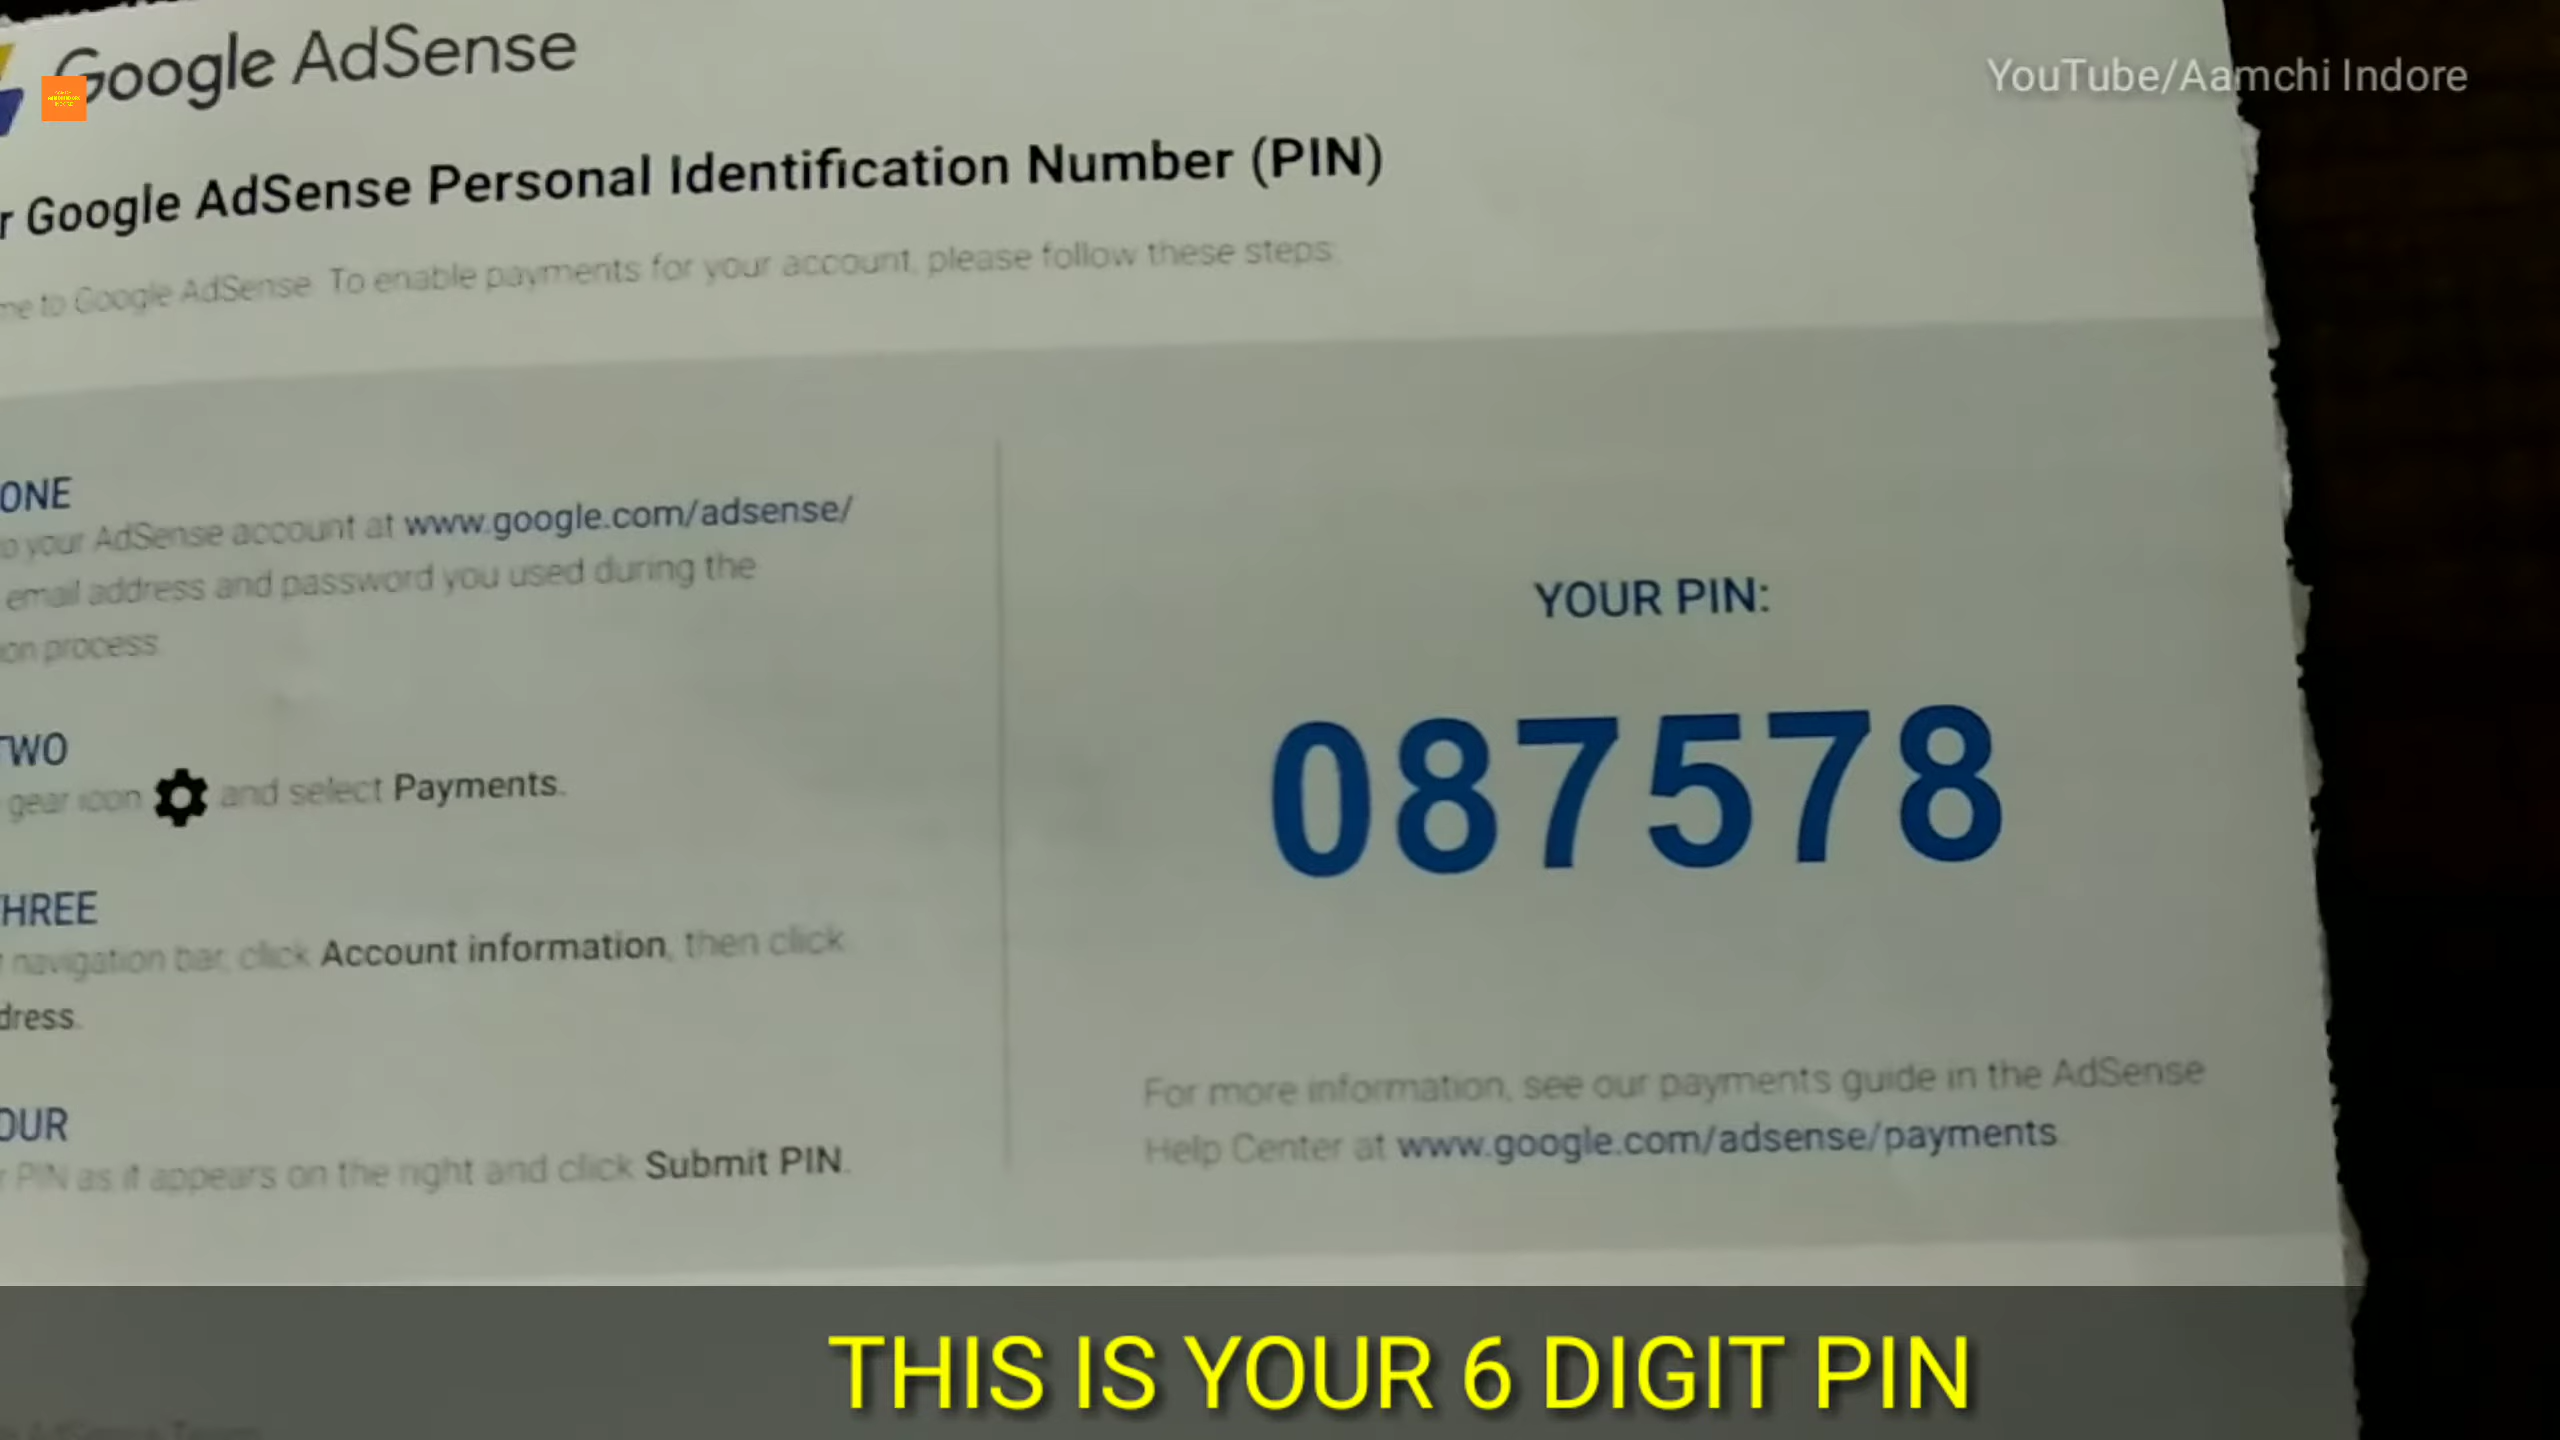 Google AdSense
YouTube/Aamchi Indore
r Google AdSense Personal Identification Number (PIN)
me to Google AdSense. To enable payments for your account, please follow these steps:
ONE
o your AdSense account at www.google.com/adsense/
email address and password you used during the
on process
TWO
gear icon and select Payments.
HREE
navigation bar, click Account information, then click
dress.
OUR
r PIN as it appears on the right and click Submit PIN.
YOUR PIN:
087578
For more information, see our payments guide in the AdSense
Help Center at www.google.com/adsense/payments
THIS IS YOUR 6 DIGIT PIN